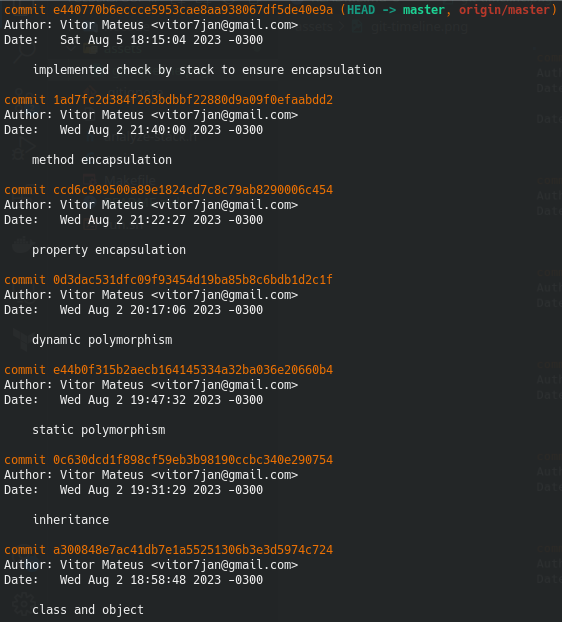 commit e440770b6eccce5953cae8aa938067df5de40e9a (HEAD -> master, origin/master)
Author: Vitor Mateus <vitor7jan@gmail.com>
Date:   Sat Aug 5 18:15:04 2023 -0300
implemented check by stack to ensure encapsulation
commit 1ad7fc2d384f263bdbbf22880d9a09f0efaabdd2
Author: Vitor Mateus <vitor7jan@gmail.com>
Date:   Wed Aug 2 21:40:00 2023 -0300
method encapsulation
commit ccd6c989500a89e1824cd7c8c79ab8290006c454
Author: Vitor Mateus <vitor7jan@gmail.com>
Date:   Wed Aug 2 21:22:27 2023 -0300
property encapsulation
commit 0d3dac531dfc09f93454d19ba85b8c6bdb1d2c1f
Author: Vitor Mateus <vitor7jan@gmail.com>
Date:   Wed Aug 2 20:17:06 2023 -0300
dynamic polymorphism
commit e44b0f315b2aecb164145334a32ba036e20660b4
Author: Vitor Mateus <vitor7jan@gmail.com>
Date:   Wed Aug 2 19:47:32 2023 -0300
static polymorphism
commit 0c630dcd1f898cf59eb3b98190ccbc340e290754
Author: Vitor Mateus <vitor7jan@gmail.com>
Date:   Wed Aug 2 19:31:29 2023 -0300
inheritance
commit a300848e7ac41db7e1a55251306b3e3d5974c724
Author: Vitor Mateus <vitor7jan@gmail.com>
Date:   Wed Aug 2 18:58:48 2023 -0300
class and object